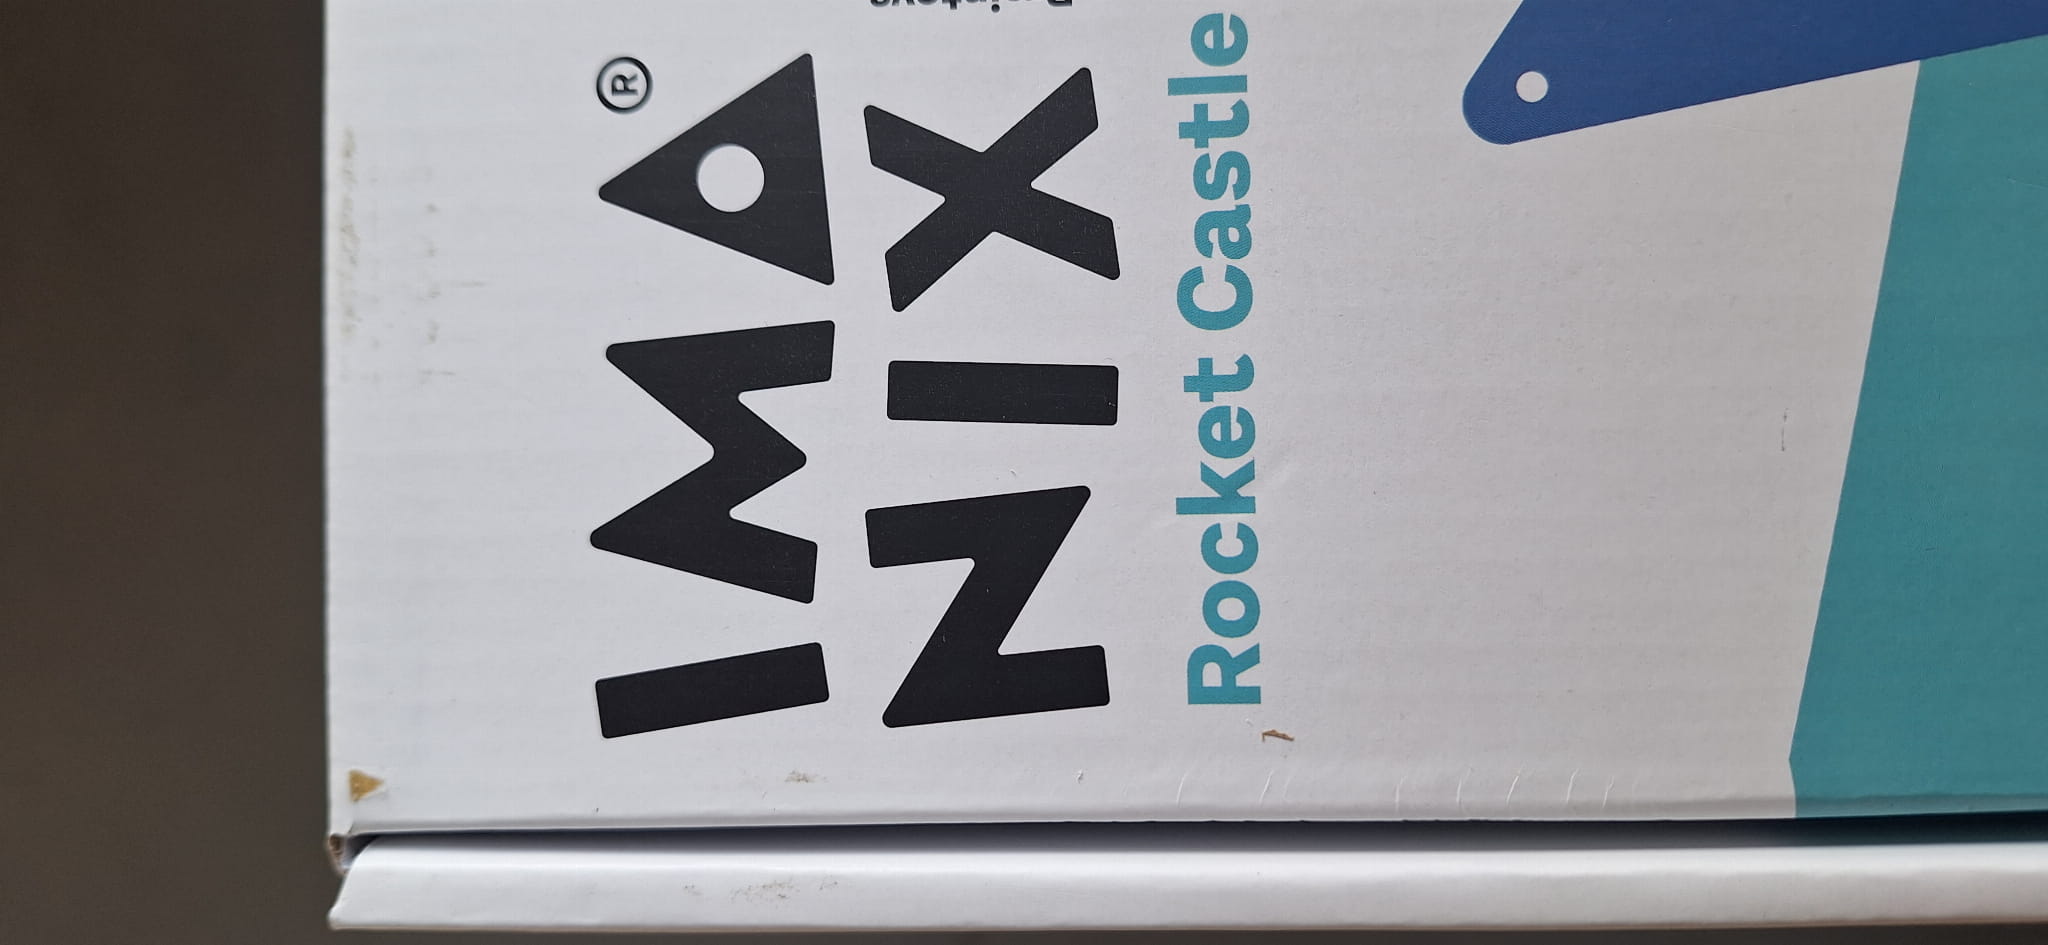 IMA®
NIX
Rocket Castle